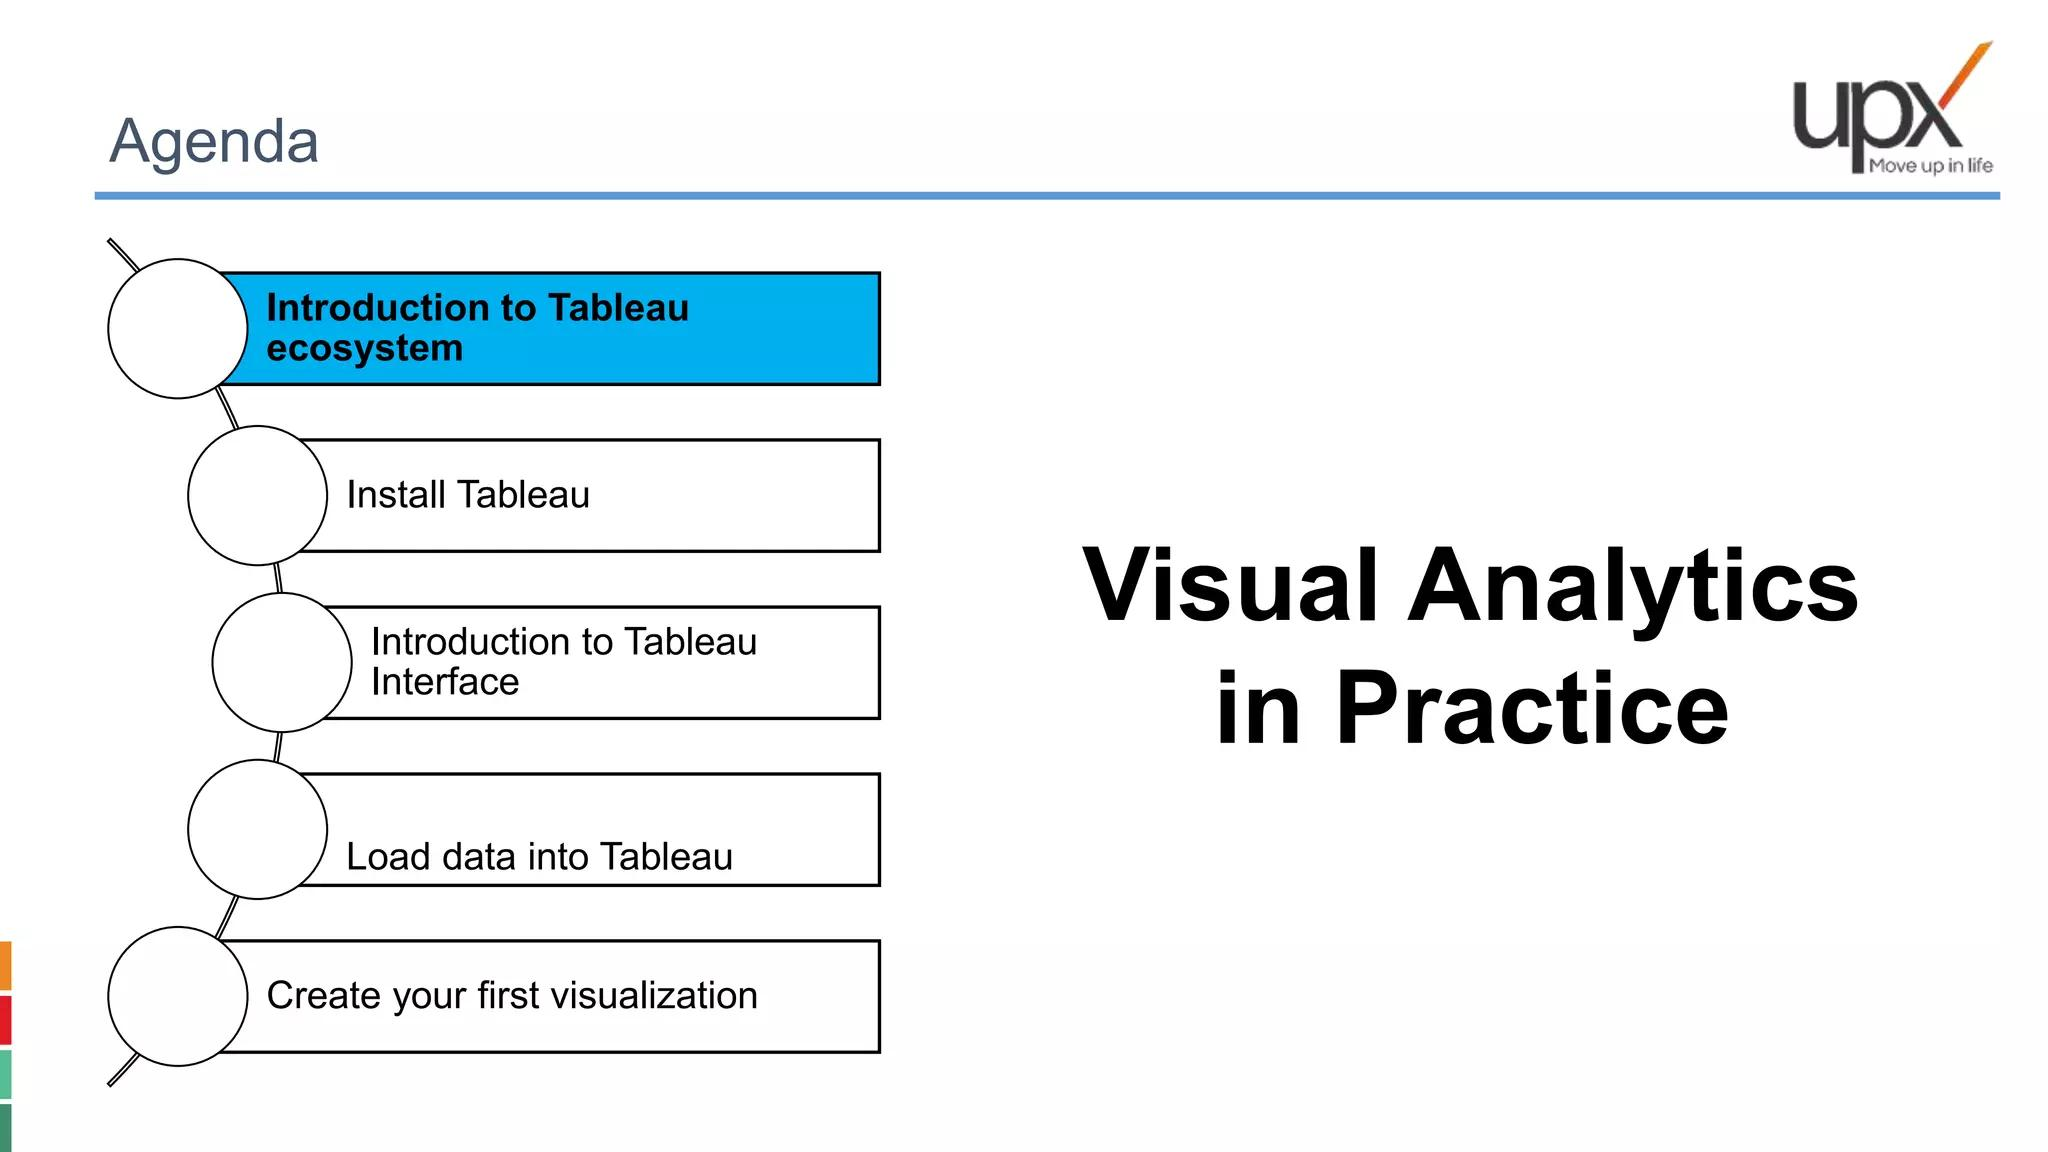 Agenda
upx
Move up in life
Introduction to Tableau
ecosystem
Install Tableau
Introduction to Tableau
Interface
Load data into Tableau
Create your first visualization
Visual Analytics
in Practice